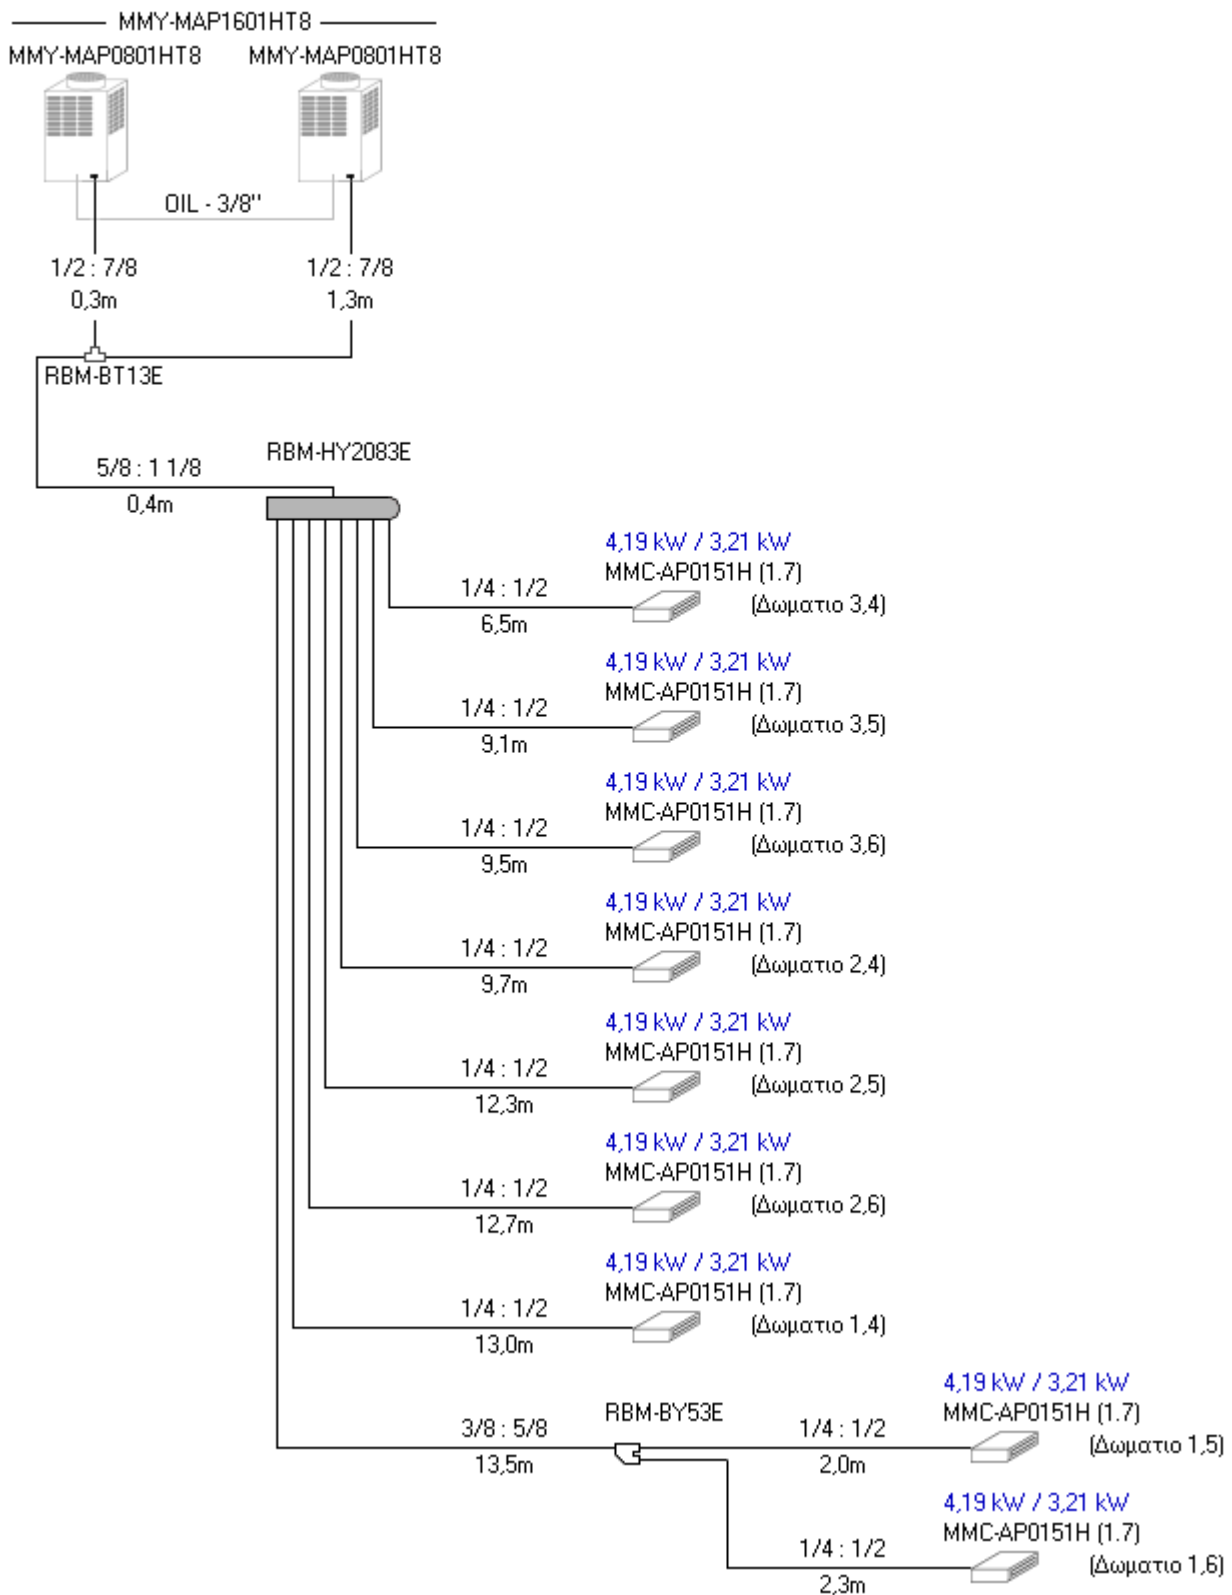 MMY-MAP1601HT8
MMY-MAP0801HT8 MMY-MAP0801HT8
OIL - 3/8"
1/2 : 7/8 1/2 : 7/8
0,3m 1,3m
RBM-BT13E
RBM-HY2083E
5/8 : 1 1/8
0,4m
4,19 kW / 3,21 kW
MMC-AP0151H (1.7)
1/4 : 1/2
(Δωματιο 3,4)
6,5m
4,19 kW / 3,21 kW
MMC-AP0151H (1.7)
1/4 : 1/2
(Δωματιο 3,5)
9,1m
4,19 kW / 3,21 kW
MMC-AP0151H (1.7)
1/4 : 1/2
(Δωματιο 3,6)
9,5m
4,19 kW / 3,21 kW
MMC-AP0151H (1.7)
1/4 : 1/2
(Δωματιο 2,4)
9,7m
4,19 kW / 3,21 kW
MMC-AP0151H (1.7)
1/4 : 1/2
(Δωματιο 2,5)
12,3m
4,19 kW / 3,21 kW
MMC-AP0151H (1.7)
1/4 : 1/2
(Δωματιο 2,6)
12,7m
4,19 kW / 3,21 kW
MMC-AP0151H (1.7)
1/4 : 1/2
(Δωματιο 1,4)
13,0m
4,19 kW / 3,21 kW
RBM-BY53E MMC-AP0151H (1.7)
3/8 : 5/8 1/4 : 1/2
(Δωματιο 1,5)
13,5m 2,0m
4,19 kW / 3,21 kW
MMC-AP0151H (1.7)
1/4 : 1/2
(Δωματιο 1,6)
2,3m